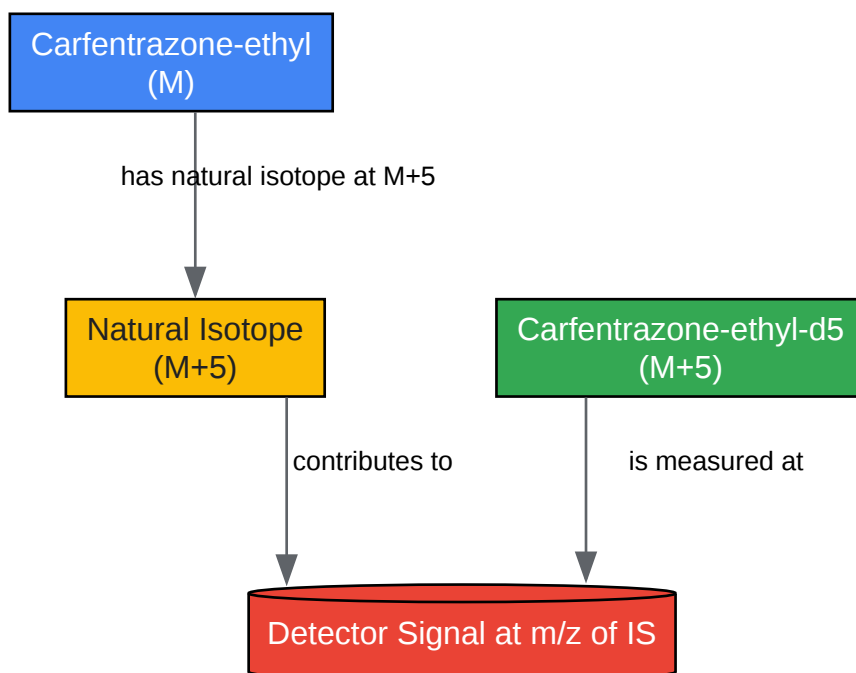 Carfentrazone-ethyl
(M)
has natural isotope at M+5
Natural Isotope
(M+5)
Carfentrazone-ethyl-d5
(M+5)
contributes to
is measured at
Detector Signal at m/z of IS